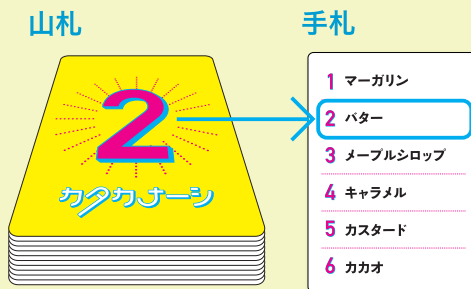 山札
手札
2
カタカナーシ
1 マーガリン
2 バター
3 メープルシロップ
4 キャラメル
5 カスタード
6 カカオ